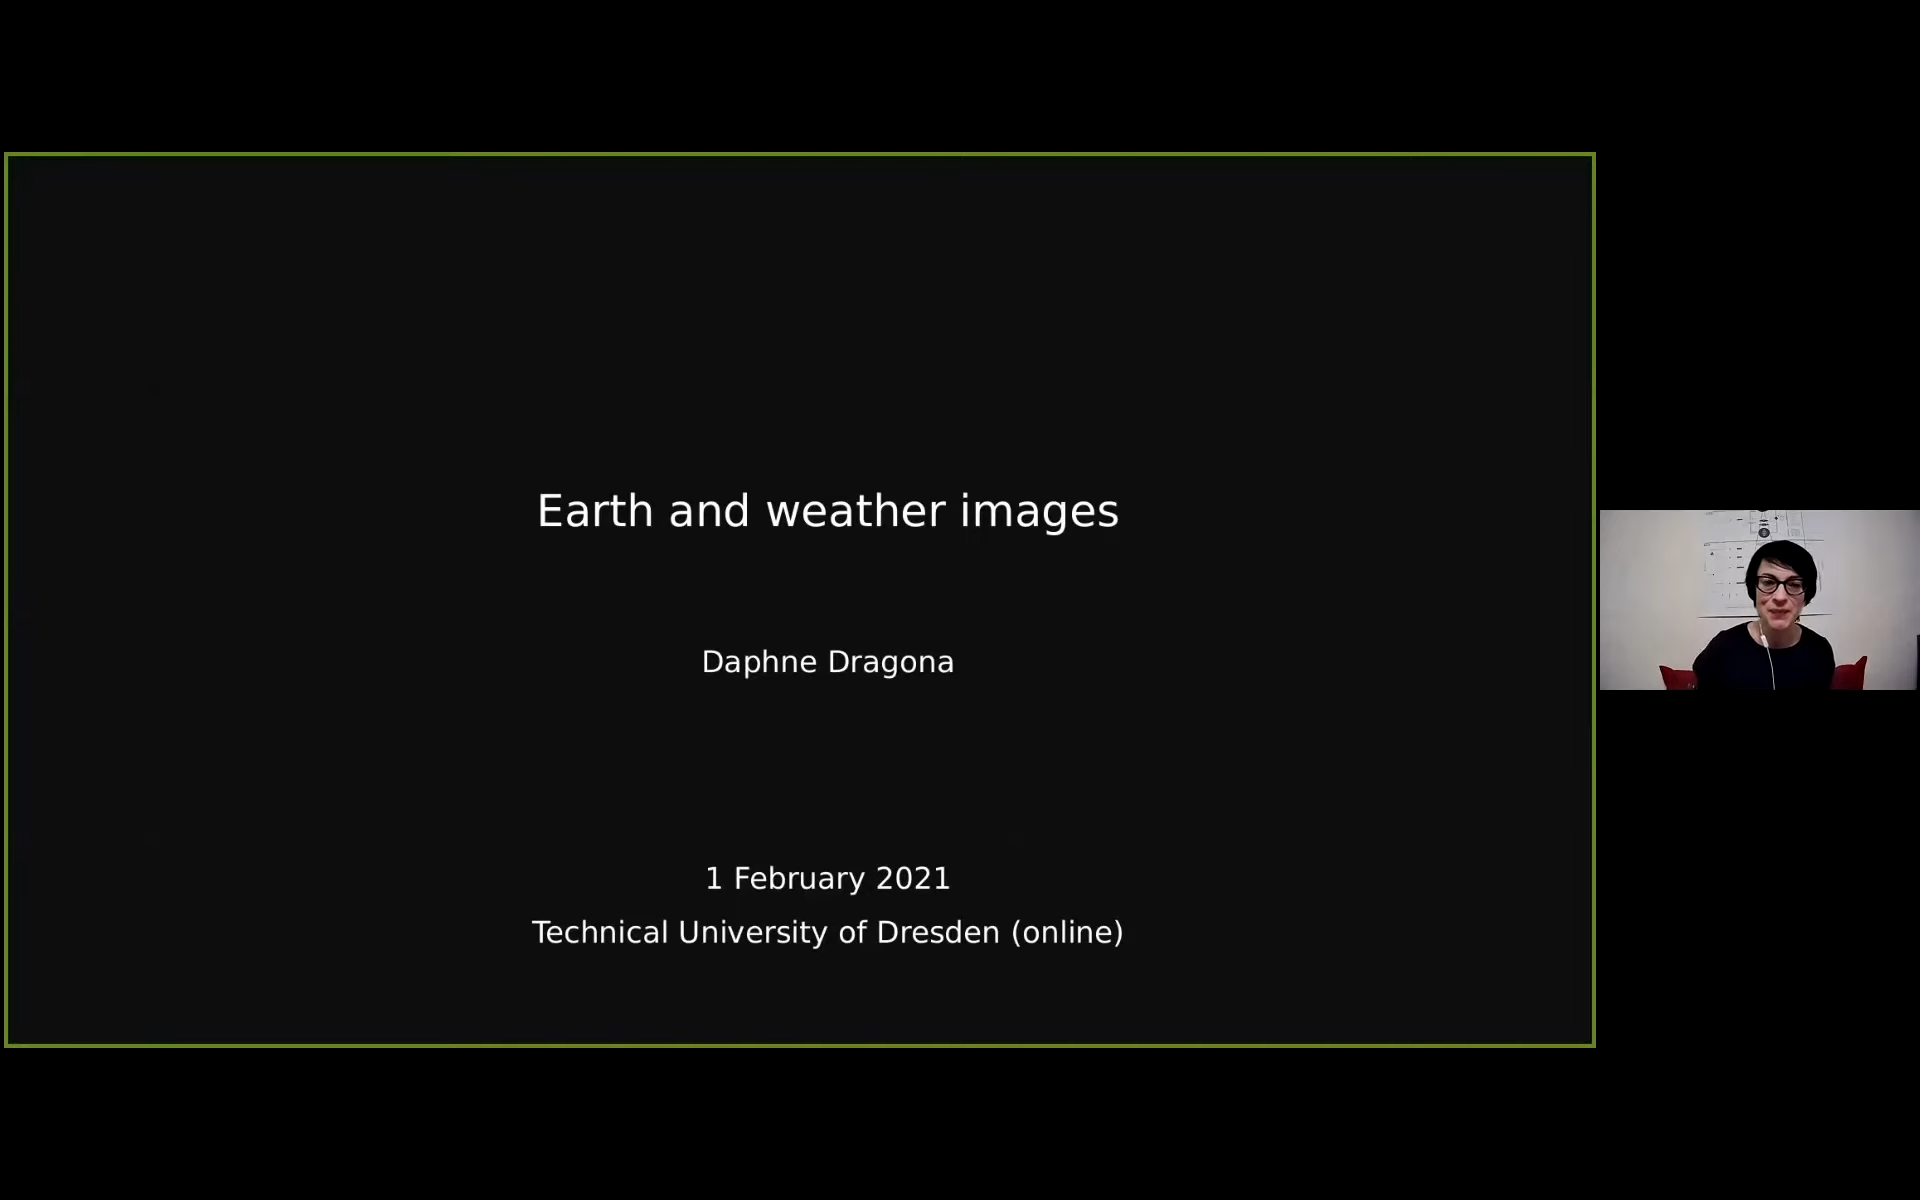 Earth and weather images
Daphne Dragona
1 February 2021
Technical University of Dresden (online)